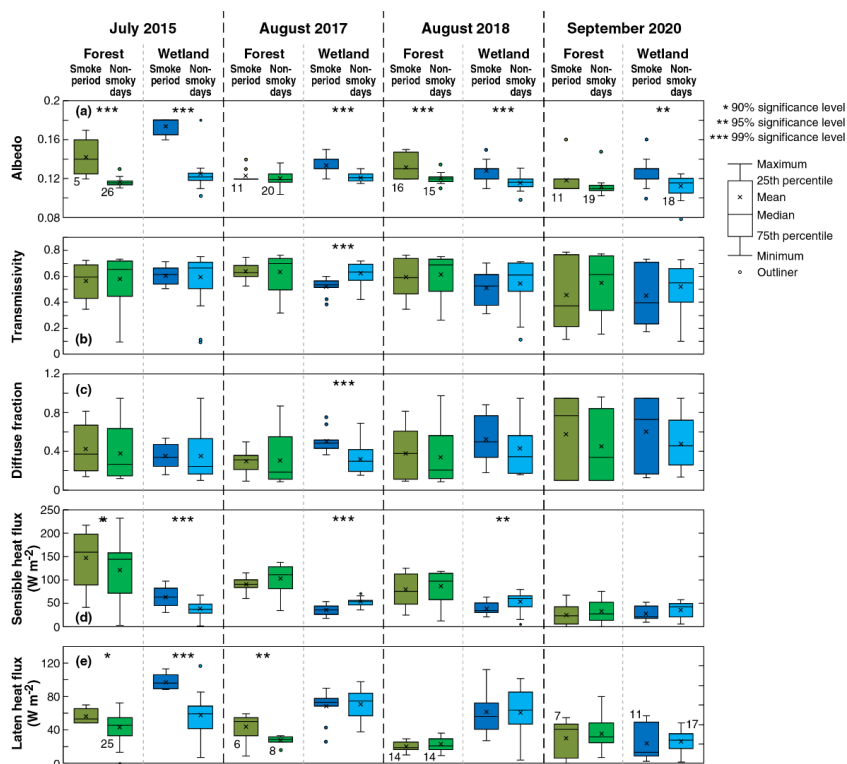 July 2015 August 2017 August 2018 September 2020
Forest Wetland Forest Wetland Forest Wetland Forest Wetland
Smoke period Non-smoky days Smoke period Non-smoky days Smoke period Non-smoky days Smoke period Non-smoky days Smoke period Non-smoky days Smoke period Non-smoky days Smoke period Non-smoky days Smoke period Non-smoky days
(a) *** *** *** *** *** **
Albedo
0.2
0.16
0.12
0.08
5 26 11 20 16 15 11 19 18
* 90% significance level
** 95% significance level
*** 99% significance level
Maximum
25th percentile
Mean
Median
75th percentile
Minimum
Outliner
Transmissivity
0.8
0.6
0.4
0.2
0
***
(b)
Diffuse fraction
1.2
0.8
0.4
0
(c) ***
Sensible heat flux
(W m-2)
250
200
150
100
50
0
* *** *** **
(d)
Laten heat flux
(W m-2)
120
80
40
0
(e) * *** **
25 6 8 14 14 7 11 17